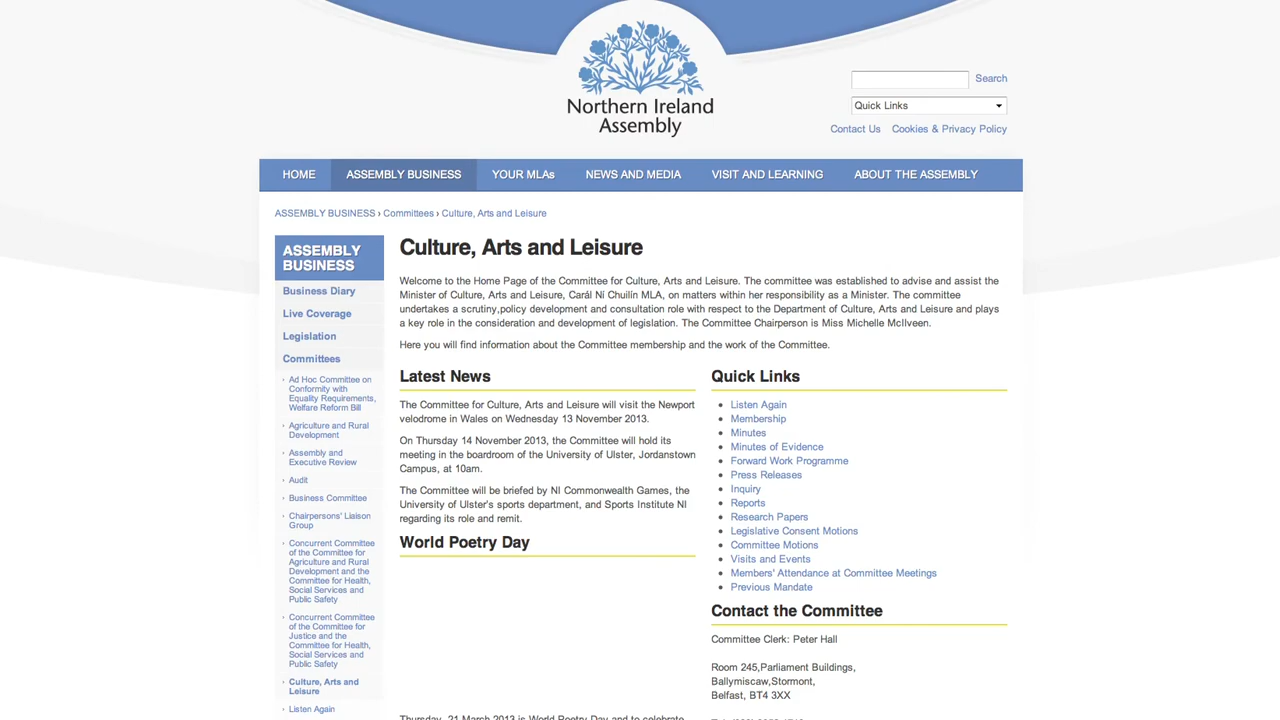 Northern Ireland
Assembly
Search
Quick Links
Contact Us Cookies & Privacy Policy
HOME ASSEMBLY BUSINESS YOUR MLAs NEWS AND MEDIA VISIT AND LEARNING ABOUT THE ASSEMBLY
ASSEMBLY BUSINESS › Committees › Culture, Arts and Leisure
ASSEMBLY
BUSINESS
Business Diary
Live Coverage
Legislation
Committees
Ad Hoc Committee on
Conformity with
Equality Requirements,
Welfare Reform Bill
Agriculture and Rural
Development
Assembly and
Executive Review
Audit
Business Committee
Chairpersons' Liaison
Group
Concurrent Committee
of the Committee for
Agriculture and Rural
Development and the
Committee for Health,
Social Services and
Public Safety
Concurrent Committee
of the Committee for
Justice and the
Committee for Health,
Social Services and
Public Safety
Culture, Arts and
Leisure
Listen Again
Culture, Arts and Leisure
Welcome to the Home Page of the Committee for Culture, Arts and Leisure. The committee was established to advise and assist the
Minister of Culture, Arts and Leisure, Carál Ní Chuilín MLA, on matters within her responsibility as a Minister. The committee
undertakes a scrutiny,policy development and consultation role with respect to the Department of Culture, Arts and Leisure and plays
a key role in the consideration and development of legislation. The Committee Chairperson is Miss Michelle McIlveen.
Here you will find information about the Committee membership and the work of the Committee.
Latest News
The Committee for Culture, Arts and Leisure will visit the Newport
velodrome in Wales on Wednesday 13 November 2013.
On Thursday 14 November 2013, the Committee will hold its
meeting in the boardroom of the University of Ulster, Jordanstown
Campus, at 10am.
The Committee will be briefed by NI Commonwealth Games, the
University of Ulster's sports department, and Sports Institute NI
regarding its role and remit.
World Poetry Day
Thursday, 21 March 2013 is World Poetry Day and to celebrate
Quick Links
Listen Again
Membership
Minutes
Minutes of Evidence
Forward Work Programme
Press Releases
Inquiry
Reports
Research Papers
Legislative Consent Motions
Committee Motions
Visits and Events
Members' Attendance at Committee Meetings
Previous Mandate
Contact the Committee
Committee Clerk: Peter Hall
Room 245,Parliament Buildings,
Ballymiscaw,Stormont,
Belfast, BT4 3XX